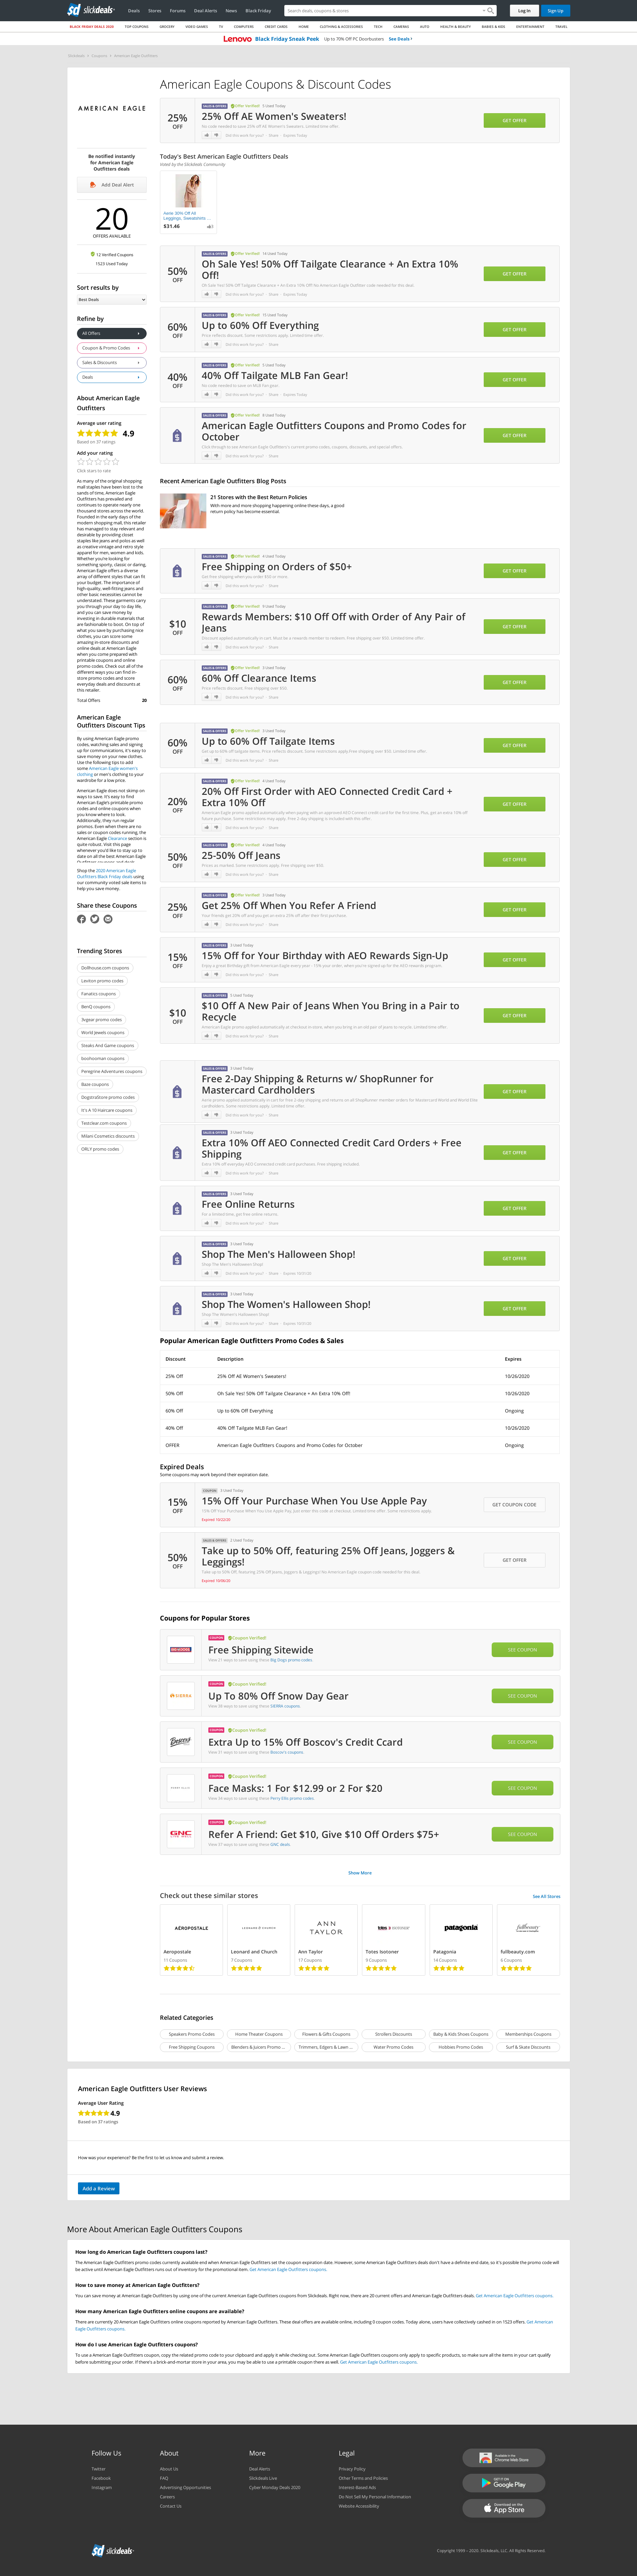 slickdeals
Deals Stores Forums Deal Alerts News Black Friday
Search deals, coupons & stores
Log In Sign Up
BLACK FRIDAY DEALS 2020 TOP COUPONS GROCERY VIDEO GAMES TV COMPUTERS CREDIT CARDS HOME CLOTHING & ACCESSORIES TECH CAMERAS AUTO HEALTH & BEAUTY BABIES & KIDS ENTERTAINMENT TRAVEL
Lenovo Black Friday Sneak Peek Up to 70% Off PC Doorbusters See Deals ›
Slickdeals > Coupons > American Eagle Outfitters
AMERICAN EAGLE
Be notified instantly
for American Eagle
Outfitters deals
Add Deal Alert
20
OFFERS AVAILABLE
12 Verified Coupons
1523 Used Today
Sort results by
Best Deals
Refine by
All Offers
Coupon & Promo Codes
Sales & Discounts
Deals
About American Eagle
Outfitters
Average user rating
4.9
Based on 37 ratings
Add your rating
Click stars to rate
As many of the original shopping
mall staples have been lost to the
sands of time, American Eagle
Outfitters has prevailed and
continues to operate nearly one
thousand stores across the globe.
Founded in the heyday of the
shopping mall, this retailer
has managed to stay relevant and
accessible despite everchanging
tastes in jeans and polos as well
as creative vintage and retro style
apparel for men, women and kids.
Whether you're looking for
something sporty, classic or daring,
American Eagle offers a diverse
array of different styles that can fit
your budget. The importance of
high-quality, well-fitting jeans and
other basic necessities cannot be
understated. These garments carry
you through your day to day life,
and you can save money by
investing in durable materials that
are fashionable to boot. On top of
what you save by purchasing nice
clothes, you can score some
amazing in-store discounts and
online deals at American Eagle
when you come prepared with
printable coupons and online
promo codes. Check out all of the
different ways you can find in-
store promo codes and score
everyday deals and discounts at
this retailer.
Total Offers 20
American Eagle
Outfitters Discount Tips
By using American Eagle promo
codes, watching sales and signing
up for communications, it's easy to
save money on your new clothes.
Use the following tips to add
some American Eagle women's
clothing or men's clothing to your
wardrobe for a low price.
American Eagle does not skimp on
ways to save. It's easy to find
American Eagle's printable promo
codes and online coupons when
you know where to look.
Additionally, they run regular
promos. Even when there are no
sales or coupon codes running, the
American Eagle Clearance section is
quite robust. Visit this page
whenever you'd like to stay up to
date on all the best American Eagle
Shop the 2020 American Eagle
Outfitters Black Friday deals using
our community voted sale items to
help you save money.
Share these Coupons
Trending Stores
Dollhouse.com coupons
Leviton promo codes
Fanatics coupons
BenQ coupons
3vgear promo codes
World Jewels coupons
Steaks And Game coupons
boohooman coupons
Peregrine Adventures coupons
Baze coupons
DogstraStore promo codes
It's A 10 Haircare coupons
Testclear.com coupons
Milani Cosmetics discounts
ORLY promo codes
American Eagle Coupons & Discount Codes
25% OFF
SALES & OFFERS Offer Verified! 5 Used Today
25% Off AE Women's Sweaters!
No code needed to save 25% off AE Women's Sweaters. Limited time offer.
Did this work for you? Share Expires Today
GET OFFER
Today's Best American Eagle Outfitters Deals
Voted by the Slickdeals Community
Aerie: 30% Off All
Leggings, Sweatshirts, ...
$31.46
50% OFF
SALES & OFFERS Offer Verified! 14 Used Today
Oh Sale Yes! 50% Off Tailgate Clearance + An Extra 10%
Off!
Oh Sale Yes! 50% Off Tailgate Clearance + An Extra 10% Off! No American Eagle Outfitter code needed for this deal.
Did this work for you? Share Expires Today
GET OFFER
60% OFF
SALES & OFFERS Offer Verified! 13 Used Today
Up to 60% Off Everything
Price reflects discount. Some restrictions apply. Limited time offer.
Did this work for you? Share
GET OFFER
40% OFF
SALES & OFFERS Offer Verified! 5 Used Today
40% Off Tailgate MLB Fan Gear!
No code needed to save on MLB Fan gear.
Did this work for you? Share Expires Today
GET OFFER
SALES & OFFERS Offer Verified! 8 Used Today
American Eagle Outfitters Coupons and Promo Codes for
October
Click through to see American Eagle Outfitter's current promo codes, coupons, discounts, and special offers.
Did this work for you? Share
GET OFFER
Recent American Eagle Outfitters Blog Posts
21 Stores with the Best Return Policies
With more and more shopping happening online these days, a good
return policy has become essential.
SALES & OFFERS Offer Verified! 4 Used Today
Free Shipping on Orders of $50+
Get free shipping when you order $50 or more
Did this work for you? Share
GET OFFER
$10 OFF
SALES & OFFERS Offer Verified! 3 Used Today
Rewards Members: $10 Off Off with Order of Any Pair of
Jeans
Discount applied automatically in cart. Must be a rewards member to redeem. Free shipping over $50. Limited time offer.
Did this work for you? Share
GET OFFER
60% OFF
SALES & OFFERS Offer Verified! 3 Used Today
60% Off Clearance Items
Price reflects discount. Free shipping over $50.
Did this work for you? Share
GET OFFER
60% OFF
SALES & OFFERS Offer Verified! 3 Used Today
Up to 60% Off Tailgate Items
Get up to 60% off tailgate items. Price reflects discount. Some restrictions apply. Free shipping over $50. Limited time offer.
Did this work for you? Share
GET OFFER
20% OFF
SALES & OFFERS Offer Verified! 4 Used Today
20% Off First Order with AEO Connected Credit Card +
Extra 10% Off
American Eagle promo applied automatically when paying with an approved AEO Connect credit card for the first time. Plus, get an extra 10% off
future purchase. Some restrictions may apply. Free 2 day shipping is included with this offer.
Did this work for you? Share
GET OFFER
50% OFF
SALES & OFFERS Offer Verified! 4 Used Today
25-50% Off Jeans
Prices as marked. Some restrictions apply. Free shipping over $50.
Did this work for you? Share
GET OFFER
25% OFF
SALES & OFFERS Offer Verified! 3 Used Today
Get 25% Off When You Refer A Friend
Your friends get 20% off and you get an extra 25% off after their first purchase.
Did this work for you? Share
GET OFFER
15% OFF
SALES & OFFERS 3 Used Today
15% Off for Your Birthday with AEO Rewards Sign-Up
Enjoy a great birthday gift from American Eagle every year - 15% your order, when you're signed up for the AEO rewards program.
Did this work for you? Share
GET OFFER
$10 OFF
SALES & OFFERS 5 Used Today
$10 Off A New Pair of Jeans When You Bring in a Pair to
Recycle
American Eagle promo applied automatically at checkout in-store, when you bring in an old pair of jeans to recycle. Limited time offer.
Did this work for you? Share
GET OFFER
SALES & OFFERS 3 Used Today
Free 2-Day Shipping & Returns w/ ShopRunner for
Mastercard Cardholders
Aerie promo applied automatically in cart for free 2-day shipping and returns on all ShopRunner member orders for Mastercard World and World Elite
cardholders. Some restrictions apply. Limited time offer.
Did this work for you? Share
GET OFFER
SALES & OFFERS 3 Used Today
Extra 10% Off AEO Connected Credit Card Orders + Free
Shipping
Extra 10% off everyday AEO Connected credit card purchases. Free shipping included.
Did this work for you? Share
GET OFFER
SALES & OFFERS 3 Used Today
Free Online Returns
For a limited time, get free online returns.
Did this work for you? Share
GET OFFER
SALES & OFFERS 3 Used Today
Shop The Men's Halloween Shop!
Shop The Men's Halloween Shop!
Did this work for you? Share Expires 10/31/20
GET OFFER
SALES & OFFERS 3 Used Today
Shop The Women's Halloween Shop!
Shop The Women's Halloween Shop!
Did this work for you? Share Expires 10/31/20
GET OFFER
Popular American Eagle Outfitters Promo Codes & Sales
Discount Description Expires
25% Off 25% Off AE Women's Sweaters! 10/26/2020
50% Off Oh Sale Yes! 50% Off Tailgate Clearance + An Extra 10% Off! 10/26/2020
60% Off Up to 60% Off Everything Ongoing
40% Off 40% Off Tailgate MLB Fan Gear! 10/26/2020
OFFER American Eagle Outfitters Coupons and Promo Codes for October Ongoing
Expired Deals
Some coupons may work beyond their expiration date.
15% OFF
COUPON 3 Used Today
15% Off Your Purchase When You Use Apple Pay
15% Off Your Purchase When You Use Apple Pay. Just enter this code at checkout. Limited time offer. Some restrictions apply.
Expired 10/22/20
GET COUPON CODE
50% OFF
SALES & OFFERS 3 Used Today
Take up to 50% Off, featuring 25% Off Jeans, Joggers &
Leggings!
Take up to 50% Off, featuring 25% Off Jeans, Joggers & Leggings! No American Eagle coupon code needed for this deal.
Expired 10/06/20
GET OFFER
Coupons for Popular Stores
COUPON Coupon Verified!
Free Shipping Sitewide
View 31 ways to save using these Big Dogs promo codes.
SEE COUPON
SIERRA
COUPON Coupon Verified!
Up To 80% Off Snow Day Gear
View 39 ways to save using these SIERRA coupons.
SEE COUPON
Boscov's
COUPON Coupon Verified!
Extra Up to 15% Off Boscov's Credit Ccard
View 51 ways to save using these Boscov's coupons.
SEE COUPON
PERRY ELLIS
COUPON Coupon Verified!
Face Masks: 1 For $12.99 or 2 For $20
View 33 ways to save using these Perry Ellis promo codes.
SEE COUPON
GNC
LIVE WELL
COUPON Coupon Verified!
Refer A Friend: Get $10, Give $10 Off Orders $75+
View 37 ways to save using these GNC deals.
SEE COUPON
Show More
Check out these similar stores See All Stores
AÉROPOSTALE
Aeropostale
11 Coupons
LEONARD & CHURCH
Leonard and Church
7 Coupons
ANN
TAYLOR
Ann Taylor
17 Coupons
totes ISOTONER
Totes Isotoner
9 Coupons
patagonia
Patagonia
14 Coupons
fullbeauty
fullbeauty.com
6 Coupons
Related Categories
Speakers Promo Codes Home Theater Coupons Flowers & Gifts Coupons Strollers Discounts Baby & Kids Shoes Coupons Memberships Coupons
Free Shipping Coupons Blenders & Juicers Promo ... Trimmers, Edgers & Lawn ... Water Promo Codes Hobbies Promo Codes Surf & Skate Discounts
American Eagle Outfitters User Reviews
Average User Rating
4.9
Based on 37 ratings
How was your experience? Be the first to let us know and submit a review.
Add a Review
More About American Eagle Outfitters Coupons
How long do American Eagle Outfitters coupons last?
The American Eagle Outfitters promo codes currently available end when American Eagle Outfitters set the coupon expiration date. However, some American Eagle Outfitters deals don't have a definite end date, so it's possible the promo code will
be active until American Eagle Outfitters runs out of inventory for the promotional item. Get American Eagle Outfitters coupons.
How to save money at American Eagle Outfitters?
You can save money at American Eagle Outfitters by using one of the current American Eagle Outfitters coupons from Slickdeals. Right now, there are 20 current offers and American Eagle Outfitters deals. Get American Eagle Outfitters coupons.
How many American Eagle Outfitters online coupons are available?
There are currently 20 American Eagle Outfitters online coupons reported by American Eagle Outfitters. These deal offers are available online, including 0 coupon codes. Today alone, users have collectively cashed in on 1523 offers. Get American
Eagle Outfitters coupons.
How do I use American Eagle Outfitters coupons?
To use a American Eagle Outfitters coupon, copy the related promo code to your clipboard and apply it while checking out. Some American Eagle Outfitters coupons only apply to specific products, so make sure all the items in your cart qualify
before submitting your order. If there's a brick-and-mortar store in your area, you may be able to use a printable coupon there as well. Get American Eagle Outfitters coupons.
Follow Us
Twitter
Facebook
Instagram
About
About Us
FAQ
Advertising Opportunities
Careers
Contact Us
More
Deal Alerts
Slickdeals Live
Cyber Monday Deals 2020
Legal
Privacy Policy
Other Terms and Policies
Interest-Based Ads
Do Not Sell My Personal Information
Website Accessibility
Available in the
Chrome Web Store
GET IT ON
Google Play
Download on the
App Store
slickdeals
Copyright 1999 - 2020. Slickdeals, LLC. All Rights Reserved.